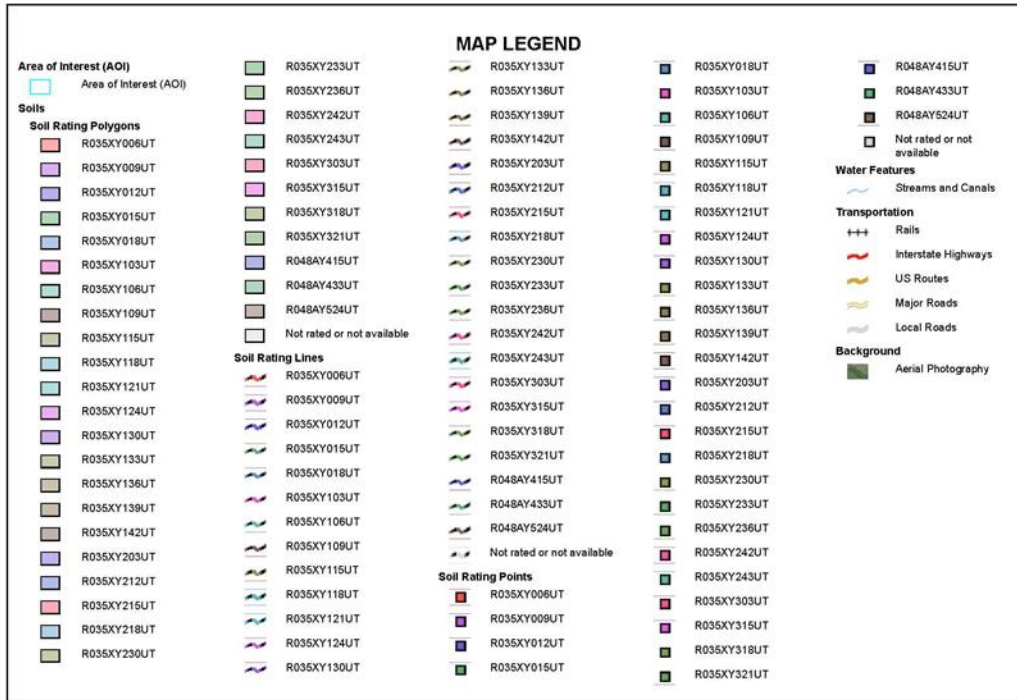 MAP LEGEND
Area of Interest (AOI)
Area of Interest (AOI)
Soils
Soil Rating Polygons
R035XY006UT
R035XY009UT
R035XY012UT
R035XY015UT
R035XY018UT
R035XY103UT
R035XY106UT
R035XY109UT
R035XY115UT
R035XY118UT
R035XY121UT
R035XY124UT
R035XY130UT
R035XY133UT
R035XY136UT
R035XY139UT
R035XY142UT
R035XY203UT
R035XY212UT
R035XY215UT
R035XY218UT
R035XY230UT
R035XY233UT
R035XY236UT
R035XY242UT
R035XY243UT
R035XY303UT
R035XY315UT
R035XY318UT
R035XY321UT
R048AY415UT
R048AY433UT
R048AY524UT
Not rated or not available
Soil Rating Lines
R035XY006UT
R035XY009UT
R035XY012UT
R035XY015UT
R035XY018UT
R035XY103UT
R035XY106UT
R035XY109UT
R035XY115UT
R035XY118UT
R035XY121UT
R035XY124UT
R035XY130UT
R035XY133UT
R035XY136UT
R035XY139UT
R035XY142UT
R035XY203UT
R035XY212UT
R035XY215UT
R035XY218UT
R035XY230UT
R035XY233UT
R035XY236UT
R035XY242UT
R035XY243UT
R035XY303UT
R035XY315UT
R035XY318UT
R035XY321UT
R048AY415UT
R048AY433UT
R048AY524UT
Not rated or not available
Soil Rating Points
R035XY006UT
R035XY009UT
R035XY012UT
R035XY015UT
R035XY018UT
R035XY103UT
R035XY106UT
R035XY109UT
R035XY115UT
R035XY118UT
R035XY121UT
R035XY124UT
R035XY130UT
R035XY133UT
R035XY136UT
R035XY139UT
R035XY142UT
R035XY203UT
R035XY212UT
R035XY215UT
R035XY218UT
R035XY230UT
R035XY233UT
R035XY236UT
R035XY242UT
R035XY243UT
R035XY303UT
R035XY315UT
R035XY318UT
R035XY321UT
R048AY415UT
R048AY433UT
R048AY524UT
Not rated or not
available
Water Features
Streams and Canals
Transportation
Rails
Interstate Highways
US Routes
Major Roads
Local Roads
Background
Aerial Photography